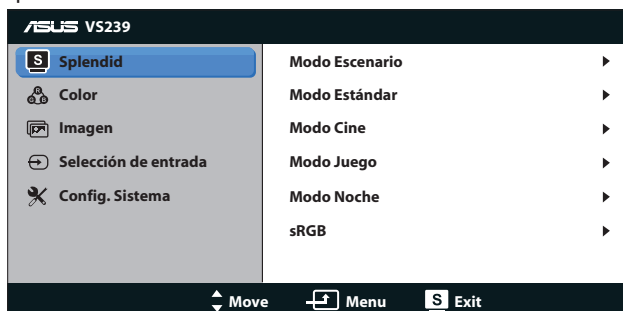 ASUS VS239
S Splendid
Color
Imagen
Selección de entrada
Config. Sistema
Modo Escenario
Modo Estándar
Modo Cine
Modo Juego
Modo Noche
sRGB
Move Menu S Exit